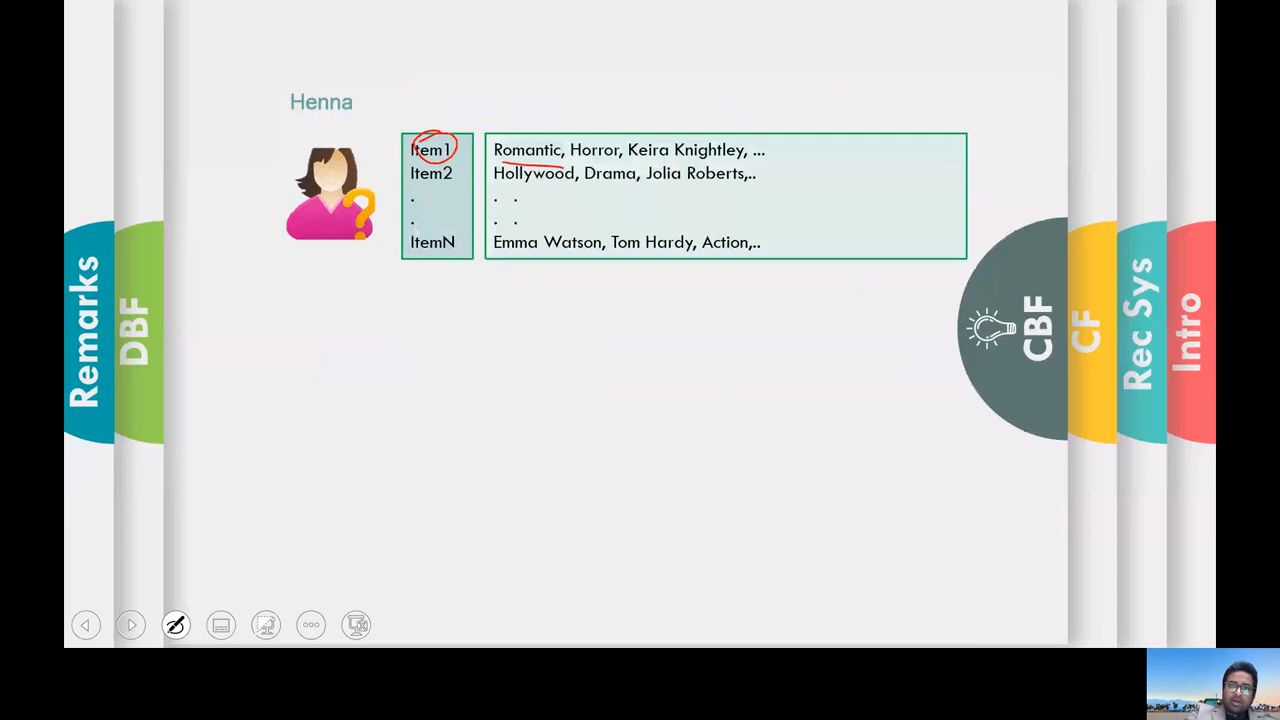 Henna
Item1 Romantic, Horror, Keira Knightley, ...
Item2 Hollywood, Drama, Jolia Roberts,..
. . .
. . .
ItemN Emma Watson, Tom Hardy, Action,..
Remarks
DBF
CBF
CF
Rec Sys
Intro